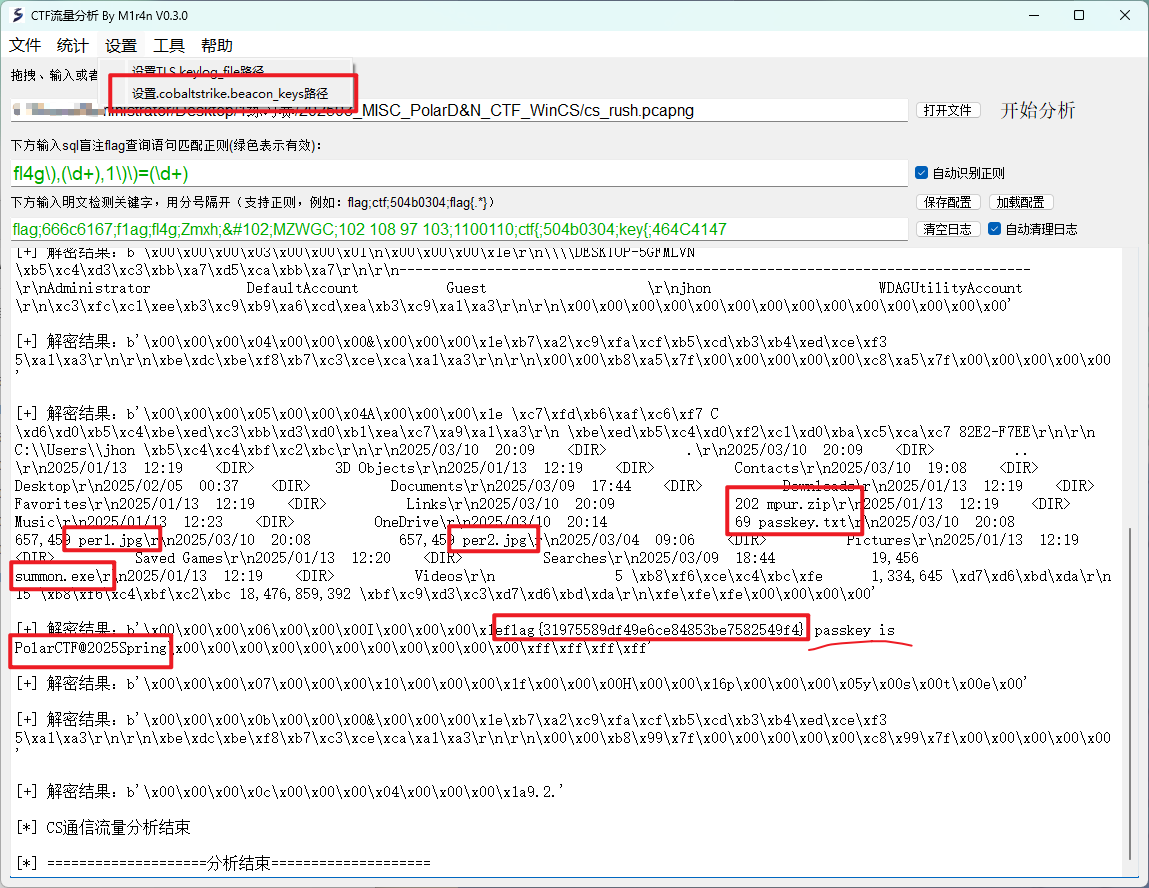 CTF流量分析 By M1r4n V0.3.0
文件 统计 设置 工具 帮助
设置TLS keylog_file路径
拖拽、输入或者
设置.cobaltstrike.beacon_keys路径
_MISC_PolarD&N_CTF_WinCS/cs_rush.pcapng
打开文件 开始分析
下方输入sql盲注flag查询语句匹配正则(绿色表示有效):
fl4g\),(\d+),1\)\)=(\d+)
自动识别正则
下方输入明文检测关键字，用分号隔开（支持正则，例如：flag;ctf;504b0304;flag{.*}）
保存配置 加载配置
flag;666c6167;f1ag;fl4g;Zmxh;&#102;MZWGC;102 108 97 103;1100110;ctf{;504b0304;key{;464C4147
清空日志 自动清理日志
[+] 解密结果：b'\x00\x00\x00\x03\x00\x00\x01\n\x00\x00\x00\x1e\r\n\\\\DESKTOP-5GFMLVN
\xb5\xc4\xd3\xc3\xbb\xa7\xd5\xca\xbb\xa7\r\n\r\n-------------------------------------------------------------------------------
\r\nAdministrator DefaultAccount Guest \r\njhon WDAGUtilityAccount
\r\n\xc3\xfc\xc1\xee\xb3\xc9\xb9\xa6\xcd\xea\xb3\xc9\xa1\xa3\r\n\r\n\x00\x00\x00\x00\x00\x00\x00\x00\x00\x00\x00\x00\x00'
[+] 解密结果：b'\x00\x00\x00\x04\x00\x00\x00&\x00\x00\x00\x1e\xb7\xa2\xc9\xfa\xcf\xb5\xcd\xb3\xb4\xed\xce\xf3
5\xa1\xa3\r\n\r\n\xbe\xdc\xbe\xf8\xb7\xc3\xce\xca\xa1\xa3\r\n\r\n\x00\x00\xb8\xa5\x7f\x00\x00\x00\x00\x00\xc8\xa5\x7f\x00\x00\x00\x00\x00
'
[+] 解密结果：b'\x00\x00\x00\x05\x00\x00\x04A\x00\x00\x00\x1e \xc7\xfd\xb6\xaf\xc6\xf7 C
\xd6\xd0\xb5\xc4\xbe\xed\xc3\xbb\xd3\xd0\xb1\xea\xc7\xa9\xa1\xa3\r\n \xbe\xed\xb5\xc4\xd0\xf2\xc1\xd0\xba\xc5\xca\xc7 82E2-F7EE\r\n\r\n
C:\\Users\\jhon \xb5\xc4\xc4\xbf\xc2\xbc\r\n\r\n2025/03/10 20:09 <DIR> .\r\n2025/03/10 20:09 <DIR> ..
\r\n2025/01/13 12:19 <DIR> 3D Objects\r\n2025/01/13 12:19 <DIR> Contacts\r\n2025/03/10 19:08 <DIR>
Desktop\r\n2025/02/05 00:37 <DIR> Documents\r\n2025/03/09 17:44 <DIR> Downloads\r\n2025/01/13 12:19 <DIR>
Favorites\r\n2025/01/13 12:19 <DIR> Links\r\n2025/03/10 20:09 202 mpur.zip\r\n2025/01/13 12:19 <DIR>
Music\r\n2025/01/13 12:23 <DIR> OneDrive\r\n2025/03/10 20:14 69 passkey.txt\r\n2025/03/10 20:08
657,459 per1.jpg\r\n2025/03/10 20:08 657,459 per2.jpg\r\n2025/03/04 09:06 <DIR> Pictures\r\n2025/01/13 12:19
<DIR> Saved Games\r\n2025/01/13 12:20 <DIR> Searches\r\n2025/03/09 18:44 19,456
summon.exe\r\n2025/01/13 12:19 <DIR> Videos\r\n 5 \xb8\xf6\xce\xc4\xbc\xfe 1,334,645 \xd7\xd6\xbd\xda\r\n
15 \xb8\xf6\xc4\xbf\xc2\xbc 18,476,859,392 \xbf\xc9\xd3\xc3\xd7\xd6\xbd\xda\r\n\xfe\xfe\xfe\x00\x00\x00\x00'
[+] 解密结果：b'\x00\x00\x00\x06\x00\x00\x00I\x00\x00\x00\x1eflag{31975589df49e6ce84853be7582549f4} passkey is
PolarCTF@2025Spring\x00\x00\x00\x00\x00\x00\x00\xff\xff\xff\xff'
[+] 解密结果：b'\x00\x00\x00\x07\x00\x00\x00\x10\x00\x00\x00\x1f\x00\x00\x00H\x00\x00\x16p\x00\x00\x00\x05y\x00s\x00t\x00e\x00'
[+] 解密结果：b'\x00\x00\x00\x0b\x00\x00\x00&\x00\x00\x00\x1e\xb7\xa2\xc9\xfa\xcf\xb5\xcd\xb3\xb4\xed\xce\xf3
5\xa1\xa3\r\n\r\n\xbe\xdc\xbe\xf8\xb7\xc3\xce\xca\xa1\xa3\r\n\r\n\x00\x00\xb8\x99\x7f\x00\x00\x00\x00\x00\xc8\x99\x7f\x00\x00\x00\x00\x00
'
[+] 解密结果：b'\x00\x00\x00\x0c\x00\x00\x00\x04\x00\x00\x00\x1a9.2.'
[*] CS通信流量分析结束
[*] ====================分析结束====================